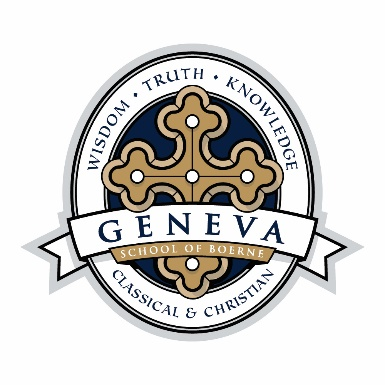 WISDOM · TRUTH · KNOWLEDGE
GENEVA
SCHOOL OF BOERNE
CLASSICAL & CHRISTIAN